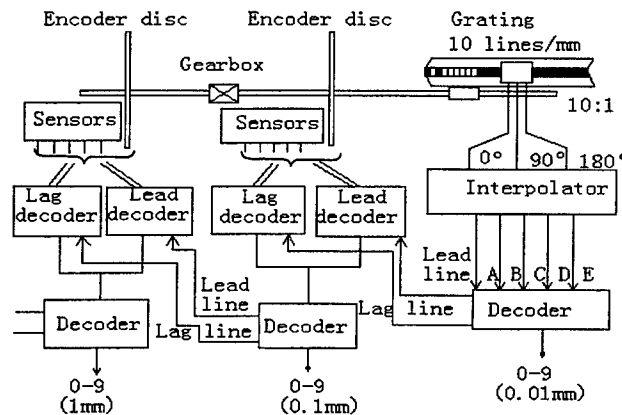 Encoder disc
Encoder disc
Grating
10 lines/mm
Gearbox
10:1
Sensors
Sensors
0° 90° 180°
Interpolator
Lag decoder
Lead decoder
Lag decoder
Lead decoder
Lead line
A B C D E
Lead line
Lag line
Lag line
Decoder
Decoder
Decoder
0-9
(1mm)
0-9
(0.1mm)
0-9
(0.01mm)